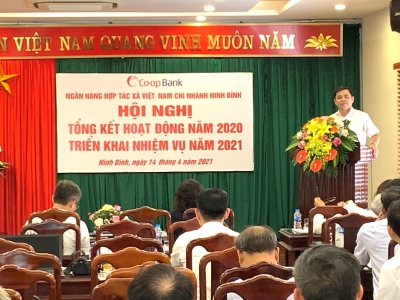 VIỆT NAM QUANG VINH MUÔN NĂM
Co-opBank
NGÂN HÀNG HỢP TÁC XÃ VIỆT NAM CHI NHÁNH NINH BÌNH
HỘI NGHỊ
TỔNG KẾT HOẠT ĐỘNG NĂM 2020
TRIỂN KHAI NHIỆM VỤ NĂM 2021
Ninh Bình, ngày 14 tháng 4 năm 2021